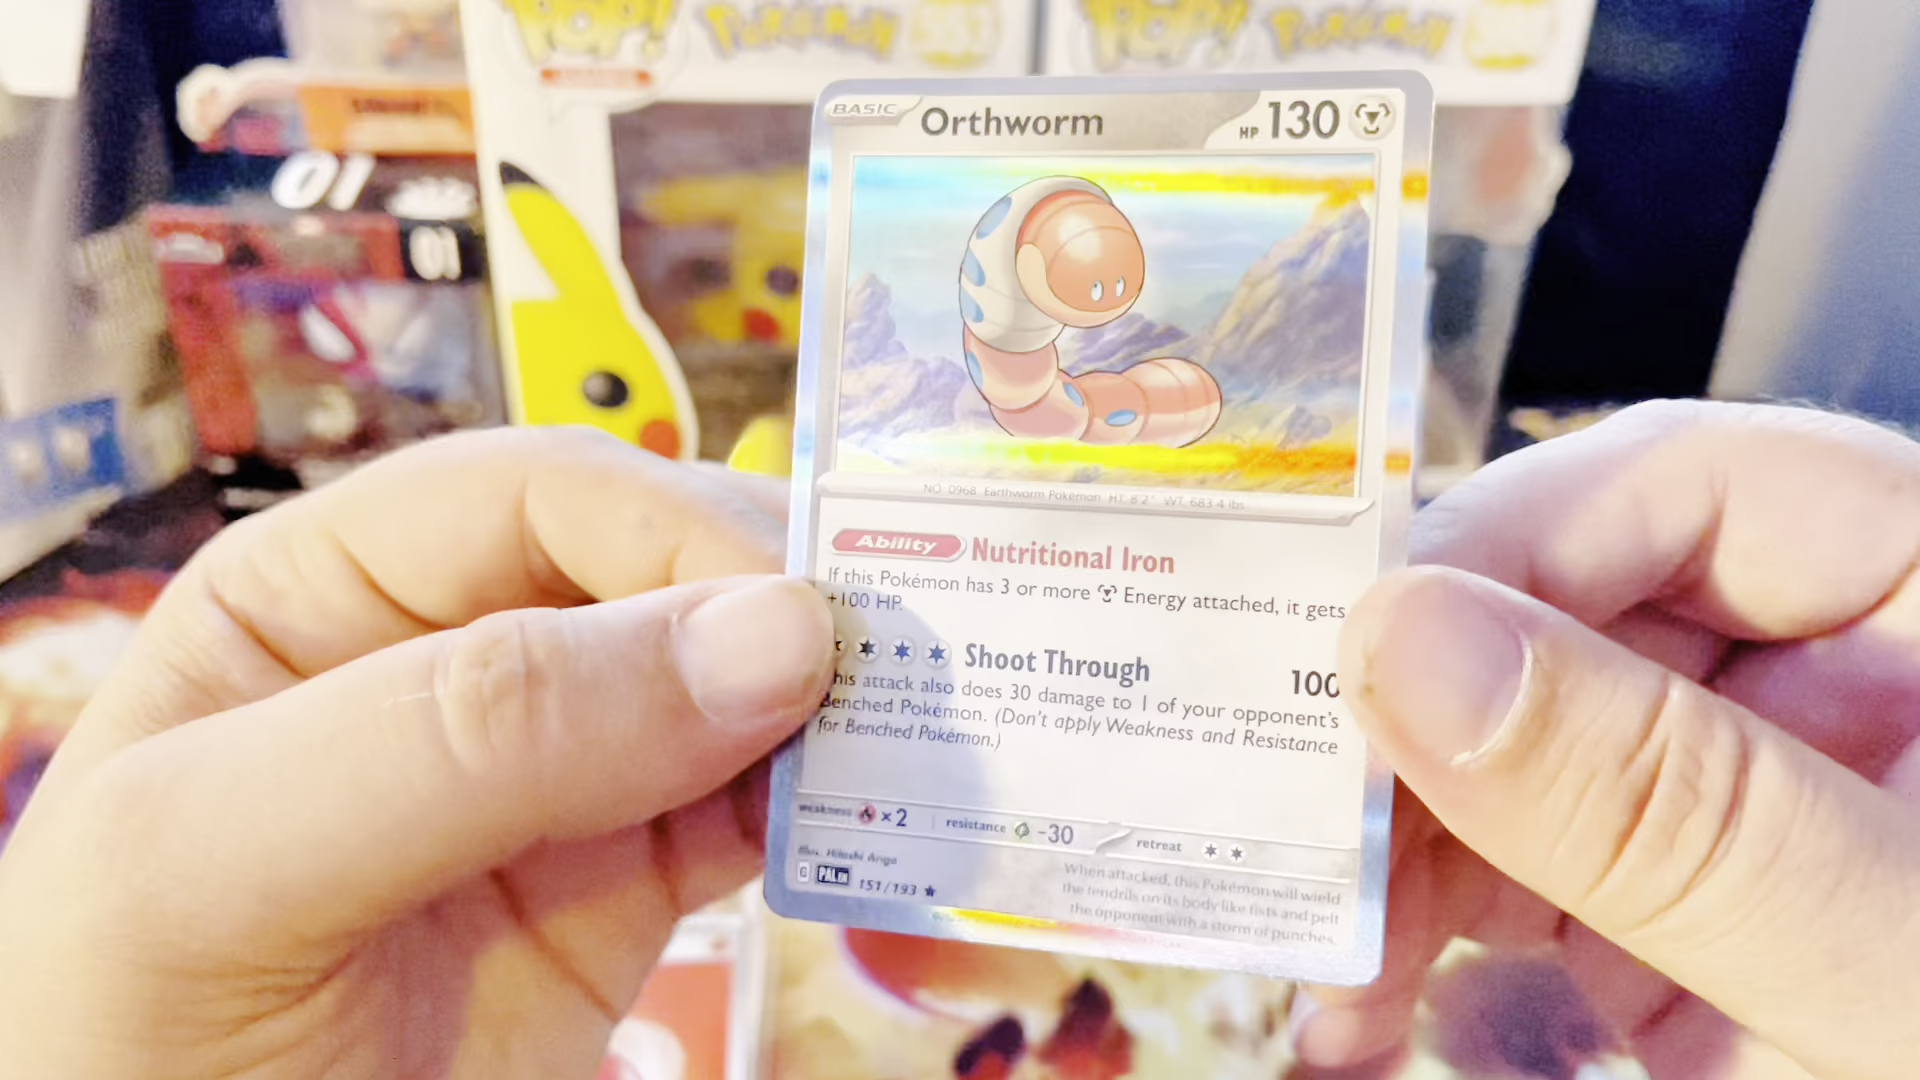 POP!
POKéMON
553
POP!
POKéMON
01
01
BASIC Orthworm HP 130
NO. 0968 Earthworm Pokémon HT: 8'2" WT: 683.4 lbs.
Ability Nutritional Iron
If this Pokémon has 3 or more Energy attached, it gets
+100 HP.
Shoot Through 100
his attack also does 30 damage to 1 of your opponent's
Benched Pokémon. (Don't apply Weakness and Resistance
for Benched Pokémon.)
weakness ×2 resistance -30 retreat
Illus. Hitoshi Ariga
G PAL EN 151/193
When attacked, this Pokémon will wield
the tendrils on its body like fists and pelt
the opponent with a storm of punches.